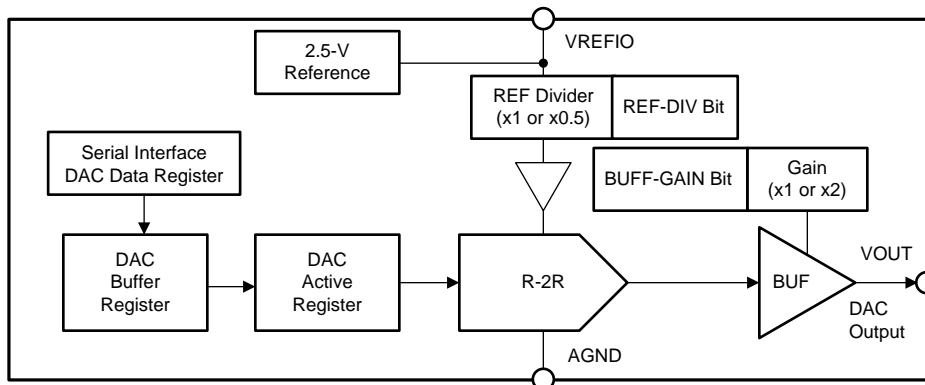 VREFIO
2.5-V
Reference
REF Divider
(x1 or x0.5)
REF-DIV Bit
Serial Interface
DAC Data Register
BUFF-GAIN Bit
Gain
(x1 or x2)
DAC
Buffer
Register
DAC
Active
Register
R-2R
BUF
VOUT
DAC
Output
AGND